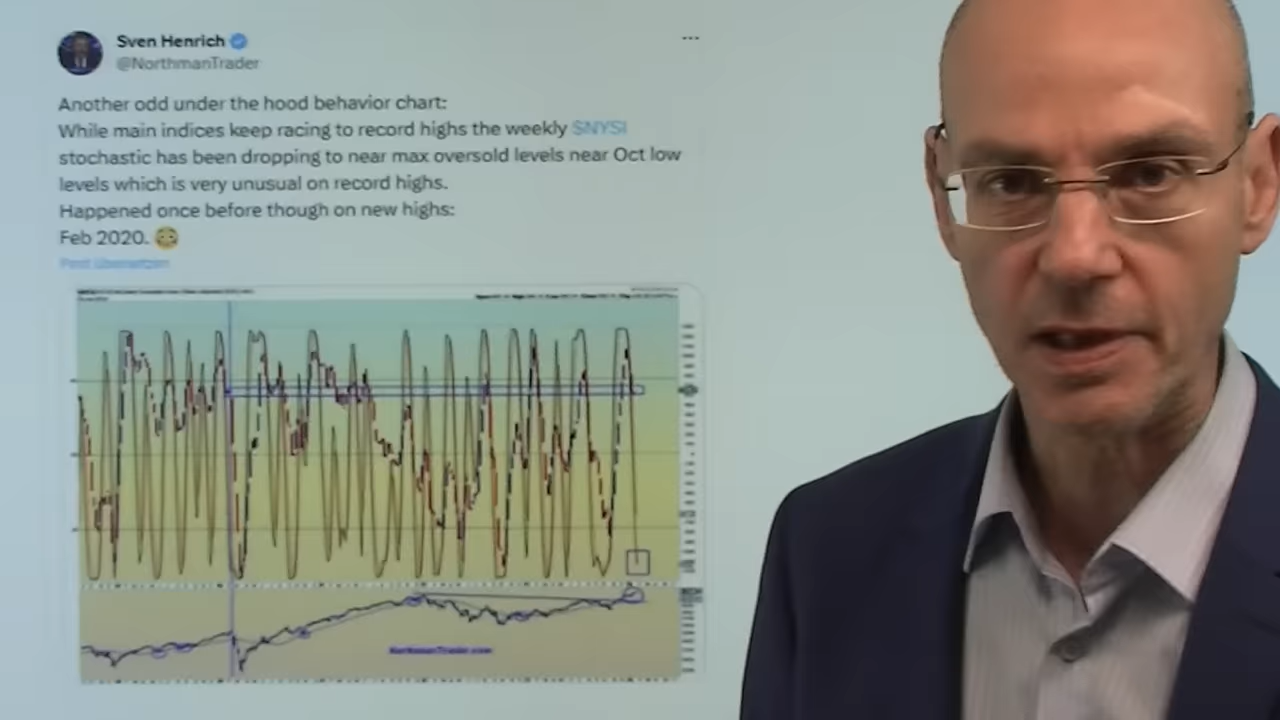 Sven Henrich
@NorthmanTrader
...
Another odd under the hood behavior chart:
While main indices keep racing to record highs the weekly $NYSI
stochastic has been dropping to near max oversold levels near Oct low
levels which is very unusual on record highs.
Happened once before though on new highs:
Feb 2020. 😳
Post übersetzen
NorthmanTrader.com